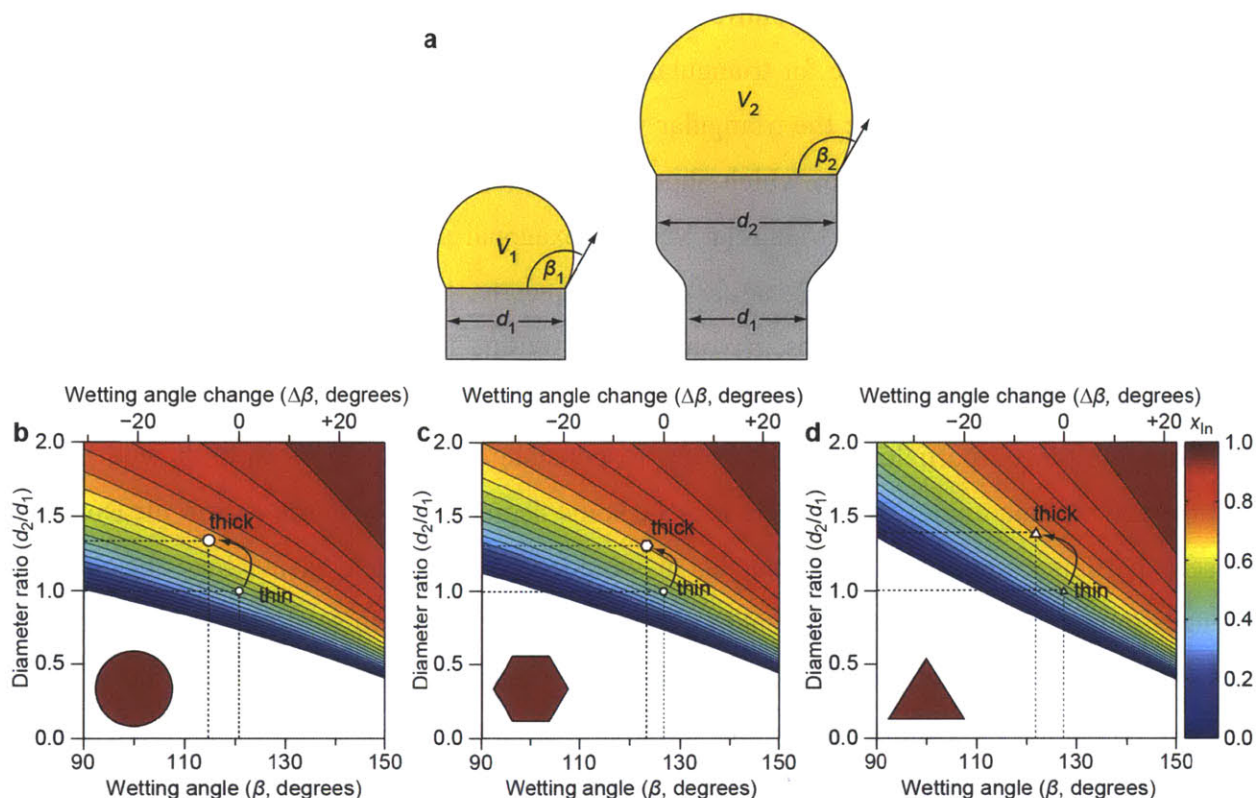 a
V2
β2
d2
V1
β1
d1
d1
Wetting angle change (Δβ, degrees)
−20 0 +20
b
2.0
1.5
1.0
0.5
0.0
Diameter ratio (d2/d1)
thick
thin
90 110 130 150
Wetting angle (β, degrees)
Wetting angle change (Δβ, degrees)
−20 0 +20
c
2.0
1.5
1.0
0.5
0.0
Diameter ratio (d2/d1)
thick
thin
90 110 130 150
Wetting angle (β, degrees)
Wetting angle change (Δβ, degrees)
−20 0 +20
d
2.0
1.5
1.0
0.5
0.0
Diameter ratio (d2/d1)
thick
thin
90 110 130 150
Wetting angle (β, degrees)
xIn
1.0
0.8
0.6
0.4
0.2
0.0